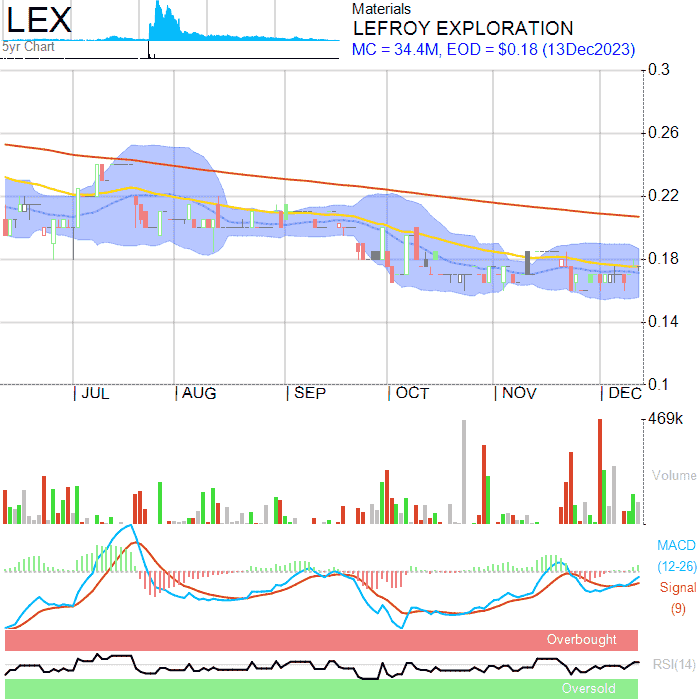 LEX
5yr Chart
Materials
LEFROY EXPLORATION
MC = 34.4M, EOD = $0.18 (13Dec2023)
0.3
0.26
0.22
0.18
0.14
0.1
JUL AUG SEP OCT NOV DEC
469k
Volume
MACD
(12-26)
Signal
(9)
Overbought
RSI(14)
Oversold